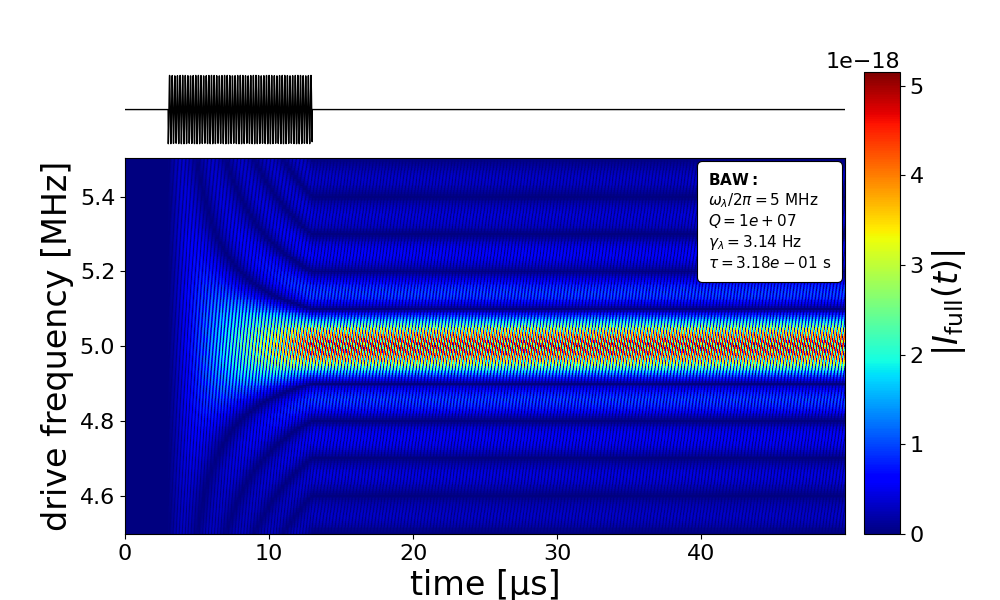 1e−18
BAW:
ω_λ/2π = 5 MHz
Q = 1e + 07
γ_λ = 3.14 Hz
τ = 3.18e − 01 s
drive frequency [MHz]
5.4
5.2
5.0
4.8
4.6
0
10
20
30
40
time [μs]
5
4
3
2
1
0
|I_full(t)|